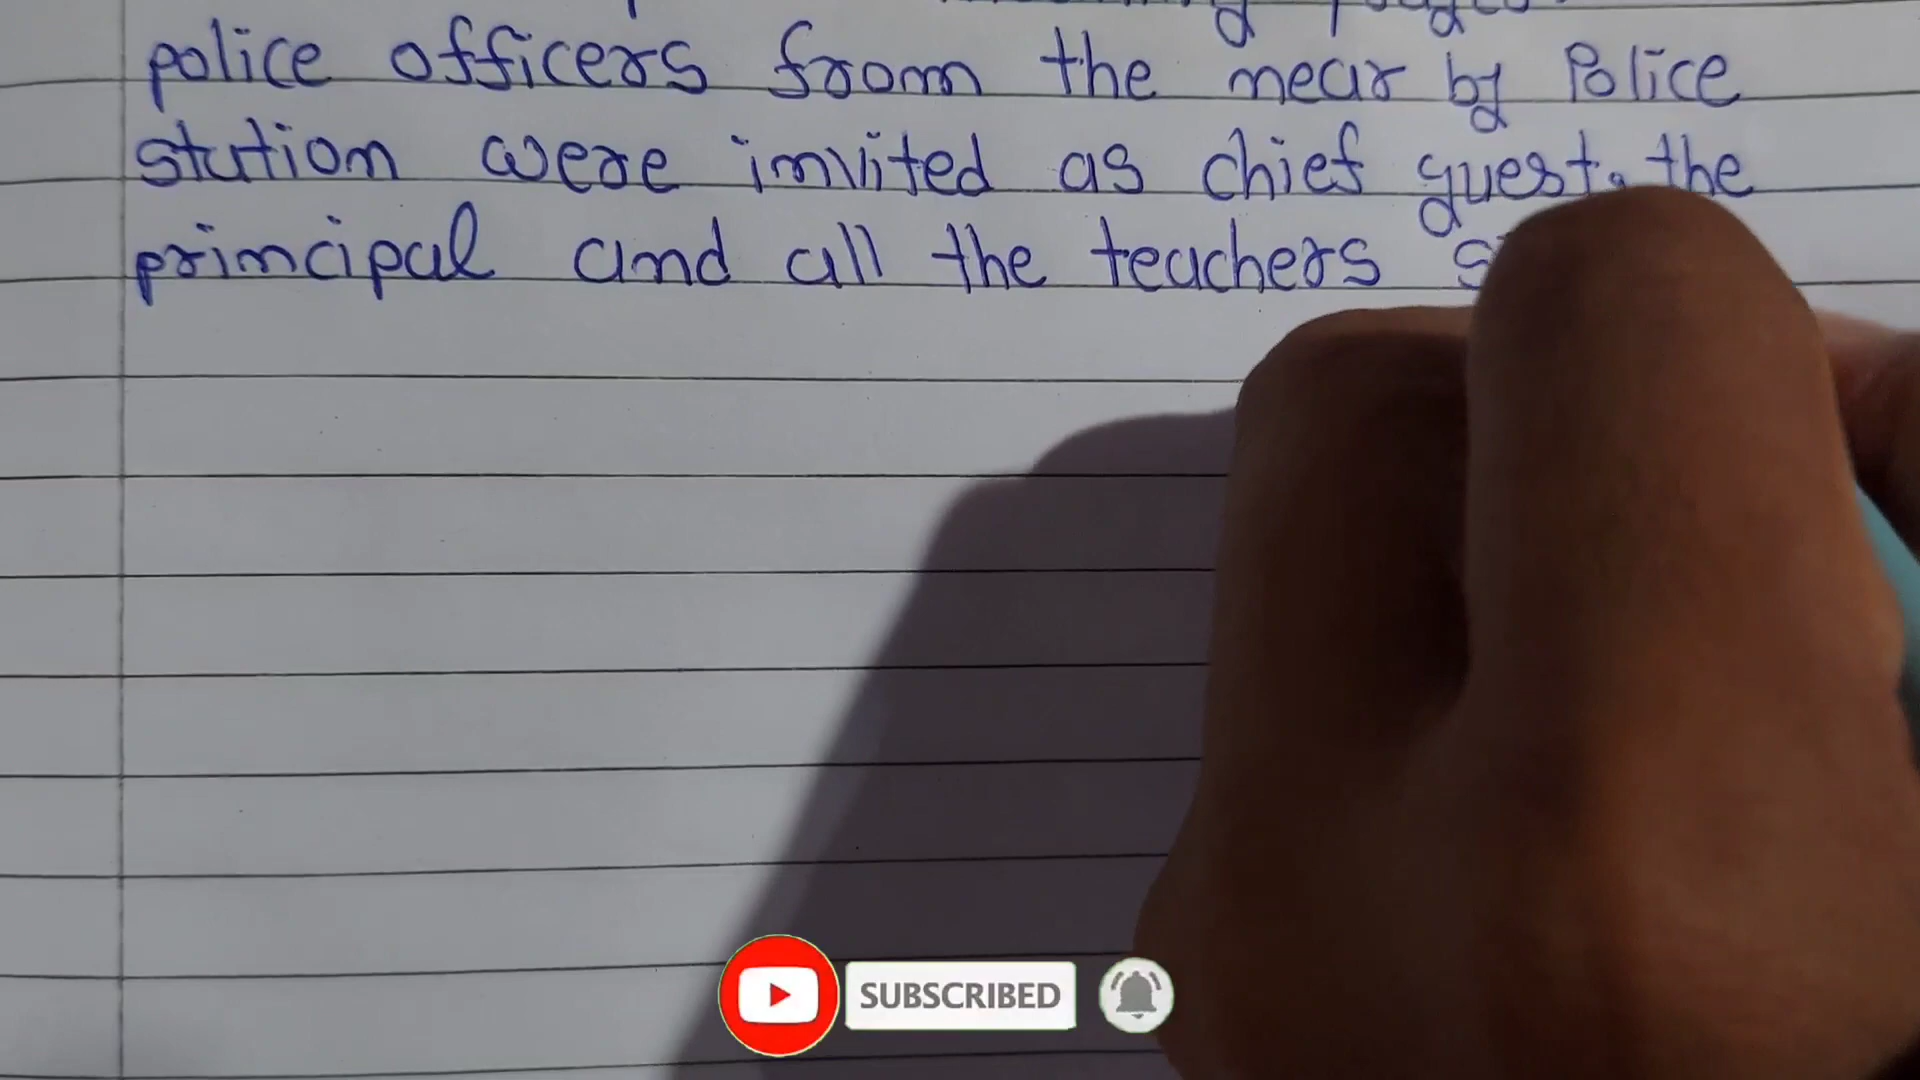 police officers from the near by Police
station were invited as chief guest. the
principal and all the teachers
SUBSCRIBED